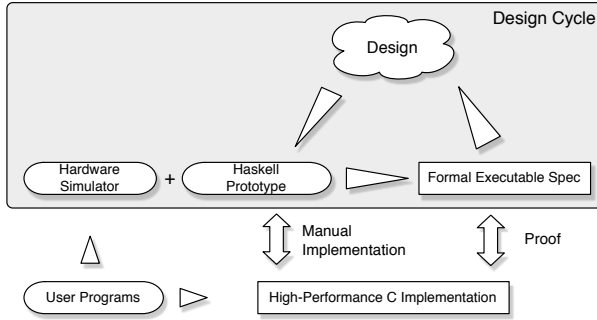 Design Cycle
Design
Hardware
Simulator
+
Haskell
Prototype
Formal Executable Spec
Manual
Implementation
Proof
User Programs
High-Performance C Implementation